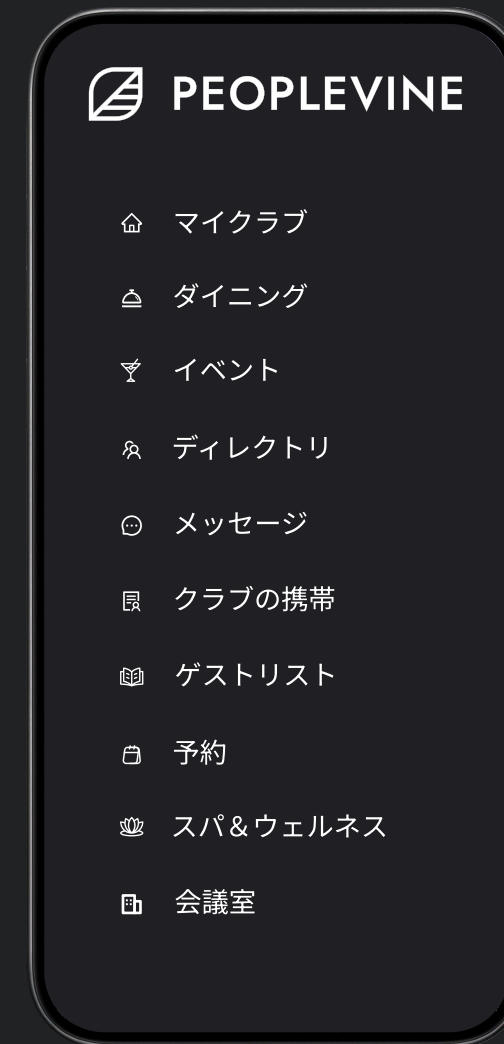 PEOPLEVINE
マイクラブ
ダイニング
イベント
ディレクトリ
メッセージ
クラブの携帯
ゲストリスト
予約
スパ＆ウェルネス
会議室